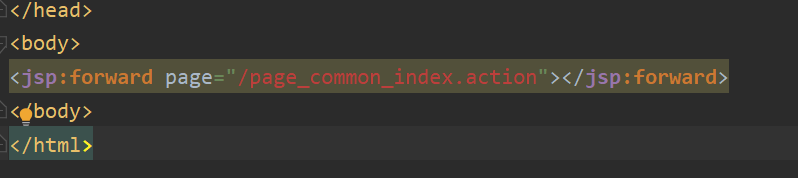 </head>
<body>
<jsp:forward page="/page_common_index.action"></jsp:forward>
</body>
</html>